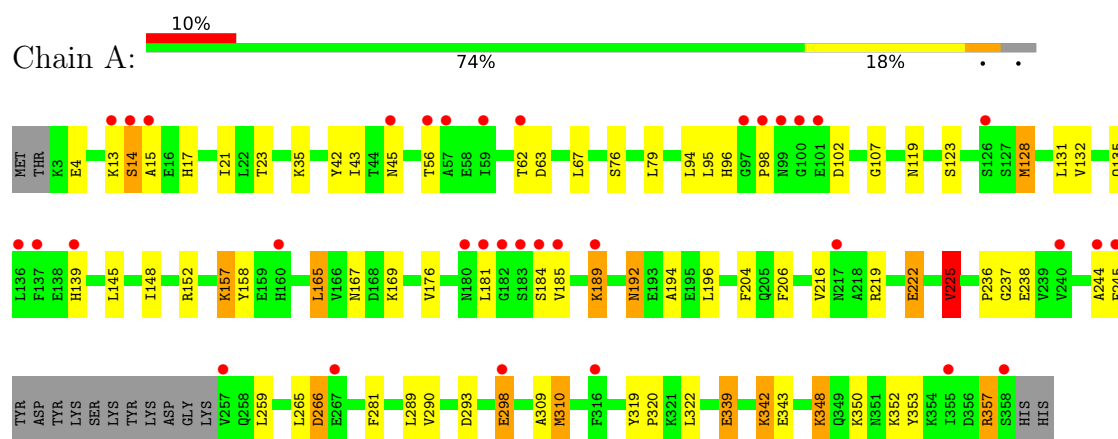 10%
Chain A:
74% 18% • •
MET THR K3 E4 K13 S14 A15 E16 H17 I21 L22 T23 K35 Y42 I43 T44 N45 T56 A57 E58 I59 T62 D63 L67 S76 L79 L94 L95 H96 G97 P98 N99 G100 E101 D102 G107 N119 S123 S126 S127 M128 L131 V132 Q135
L136 F137 E138 H139 L145 I148 R152 K157 Y158 E159 H160 L165 V166 N167 D168 K169 V176 N180 L181 G182 S183 S184 V185 K189 N192 E193 A194 E195 L196 F204 Q205 F206 V216 N217 A218 R219 E222 V225 P236 G237 E238 V239 V240 A244
TYR ASP TYR LYS SER LYS TYR LYS ASP GLY LYS V257 Q258 L259 L265 D266 E267 F281 L289 V290 D293 E298 A309 M310 F316 Y319 P320 K321 L322 E339 K342 E343 K348 Q349 K350 N351 K352 Y353 K354 I355 D356 R357 S358 HIS HIS